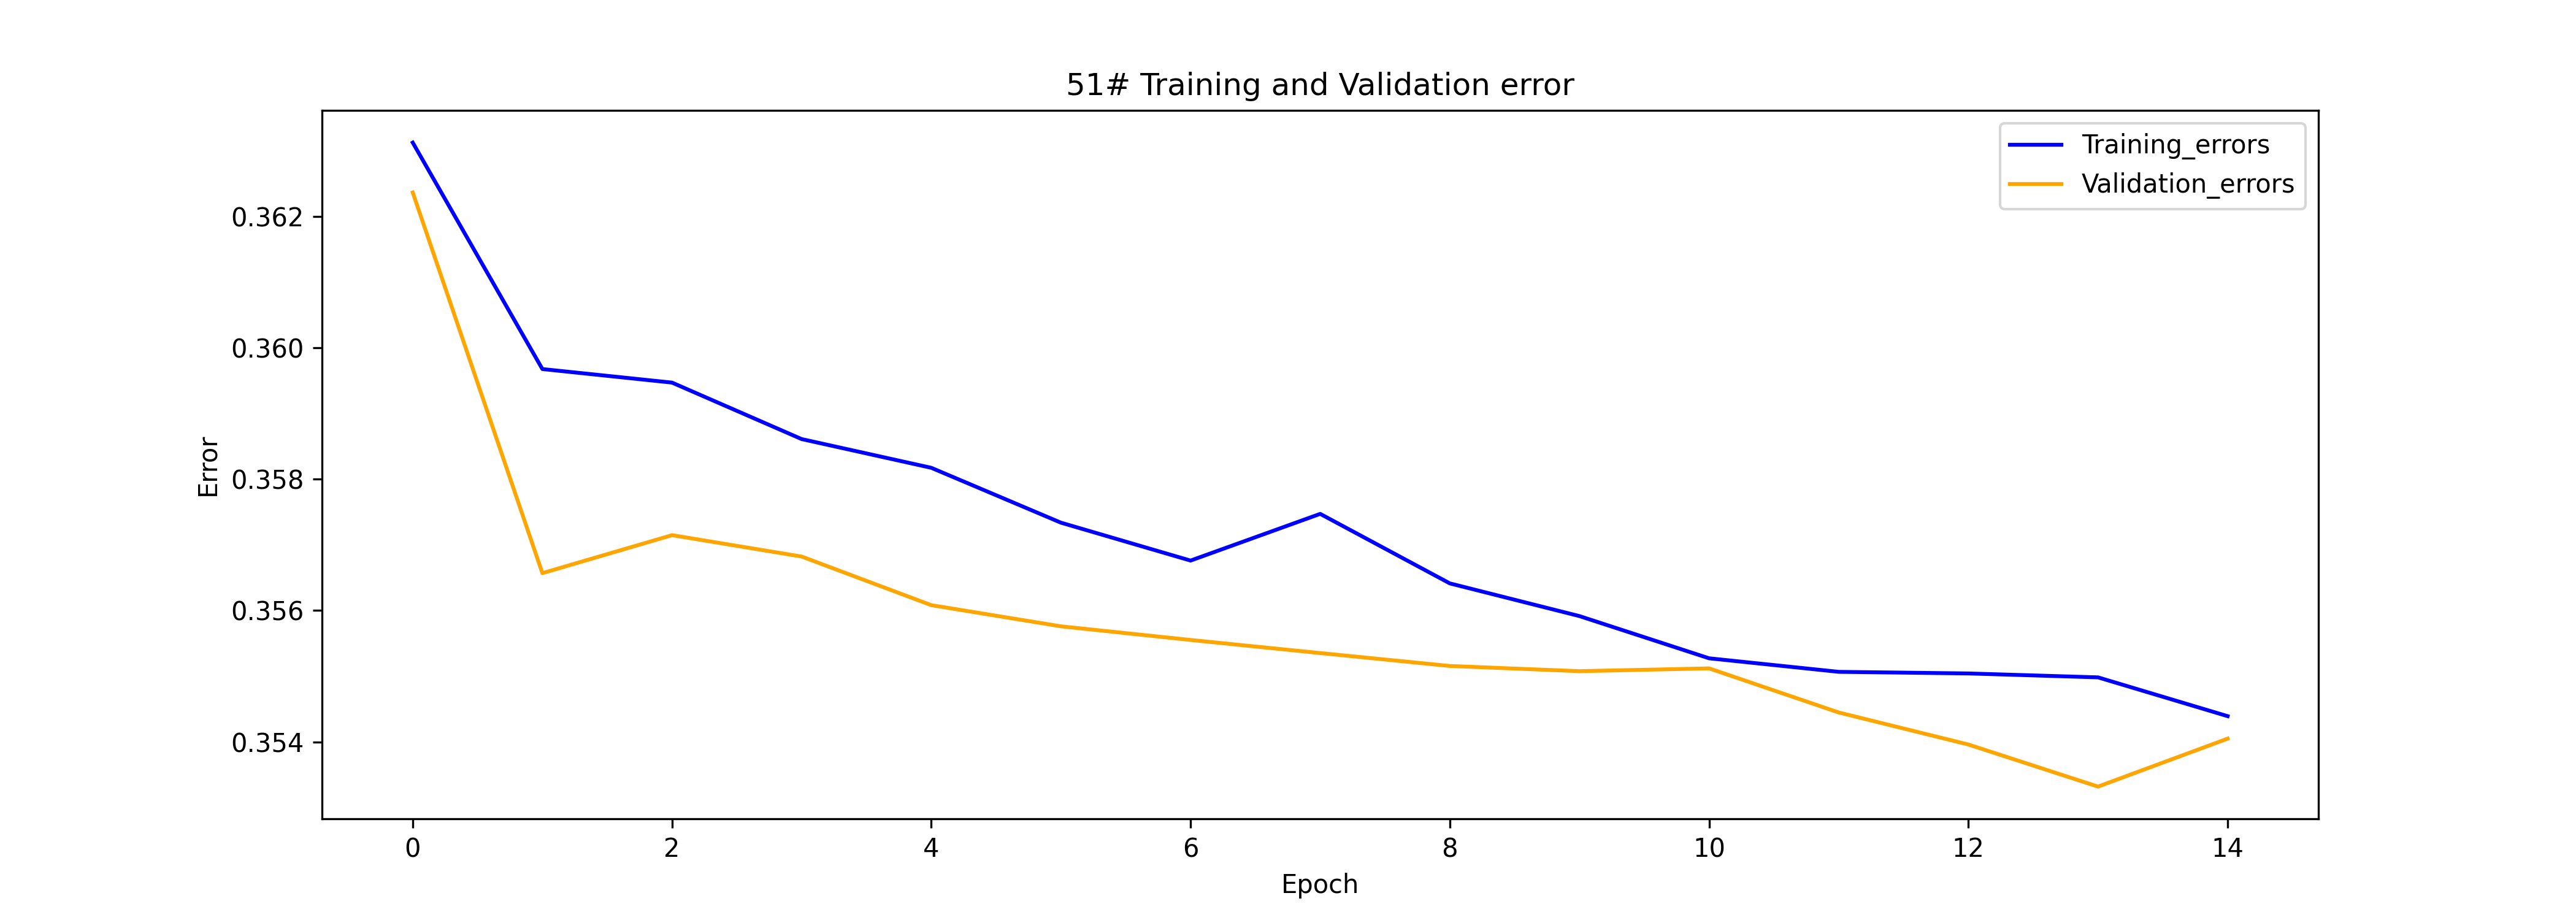 51# Training and Validation error
Training_errors
Validation_errors
0.362
0.360
0.358
0.356
0.354
Error
0 2 4 6 8 10 12 14
Epoch